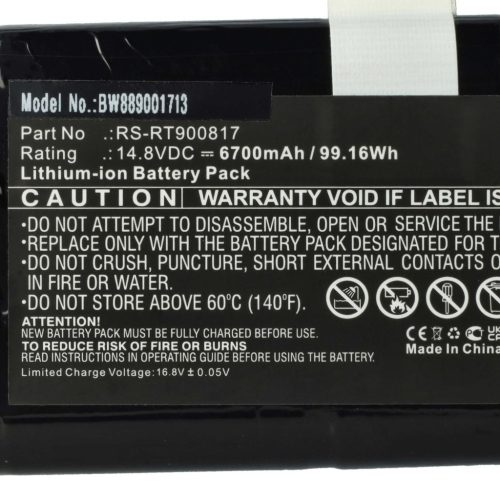 Model No.:BW889001713
Part No .: RS-RT900817
Rating .: 14.8VDC ⎓ 6700mAh / 99.16Wh
Lithium-ion Battery Pack
CAUTION WARRANTY VOID IF LABEL IS
•DO NOT ATTEMPT TO DISASSEMBLE, OPEN OR SERVICE THE
•REPLACE ONLY WITH THE BATTERY PACK DESIGNATED FOR T
•DO NOT CRUSH, PUNCTURE, SHORT EXTERNAL CONTACTS O
IN FIRE OR WATER.
•DO NOT STORE ABOVE 60°C (140°F).
ATTENTION!
NEW BATTERY PACK MUST BE FULLY CHARGED BEFORE USE
TO REDUCE RISK OF FIRE OR BURNS
READ INSTRUCTIONS IN OPERATING GUIDE BEFORE USING THE BATTERY.
Limited Charge Voltage: 16.8V ± 0.05V
CE UK CA
Made In China